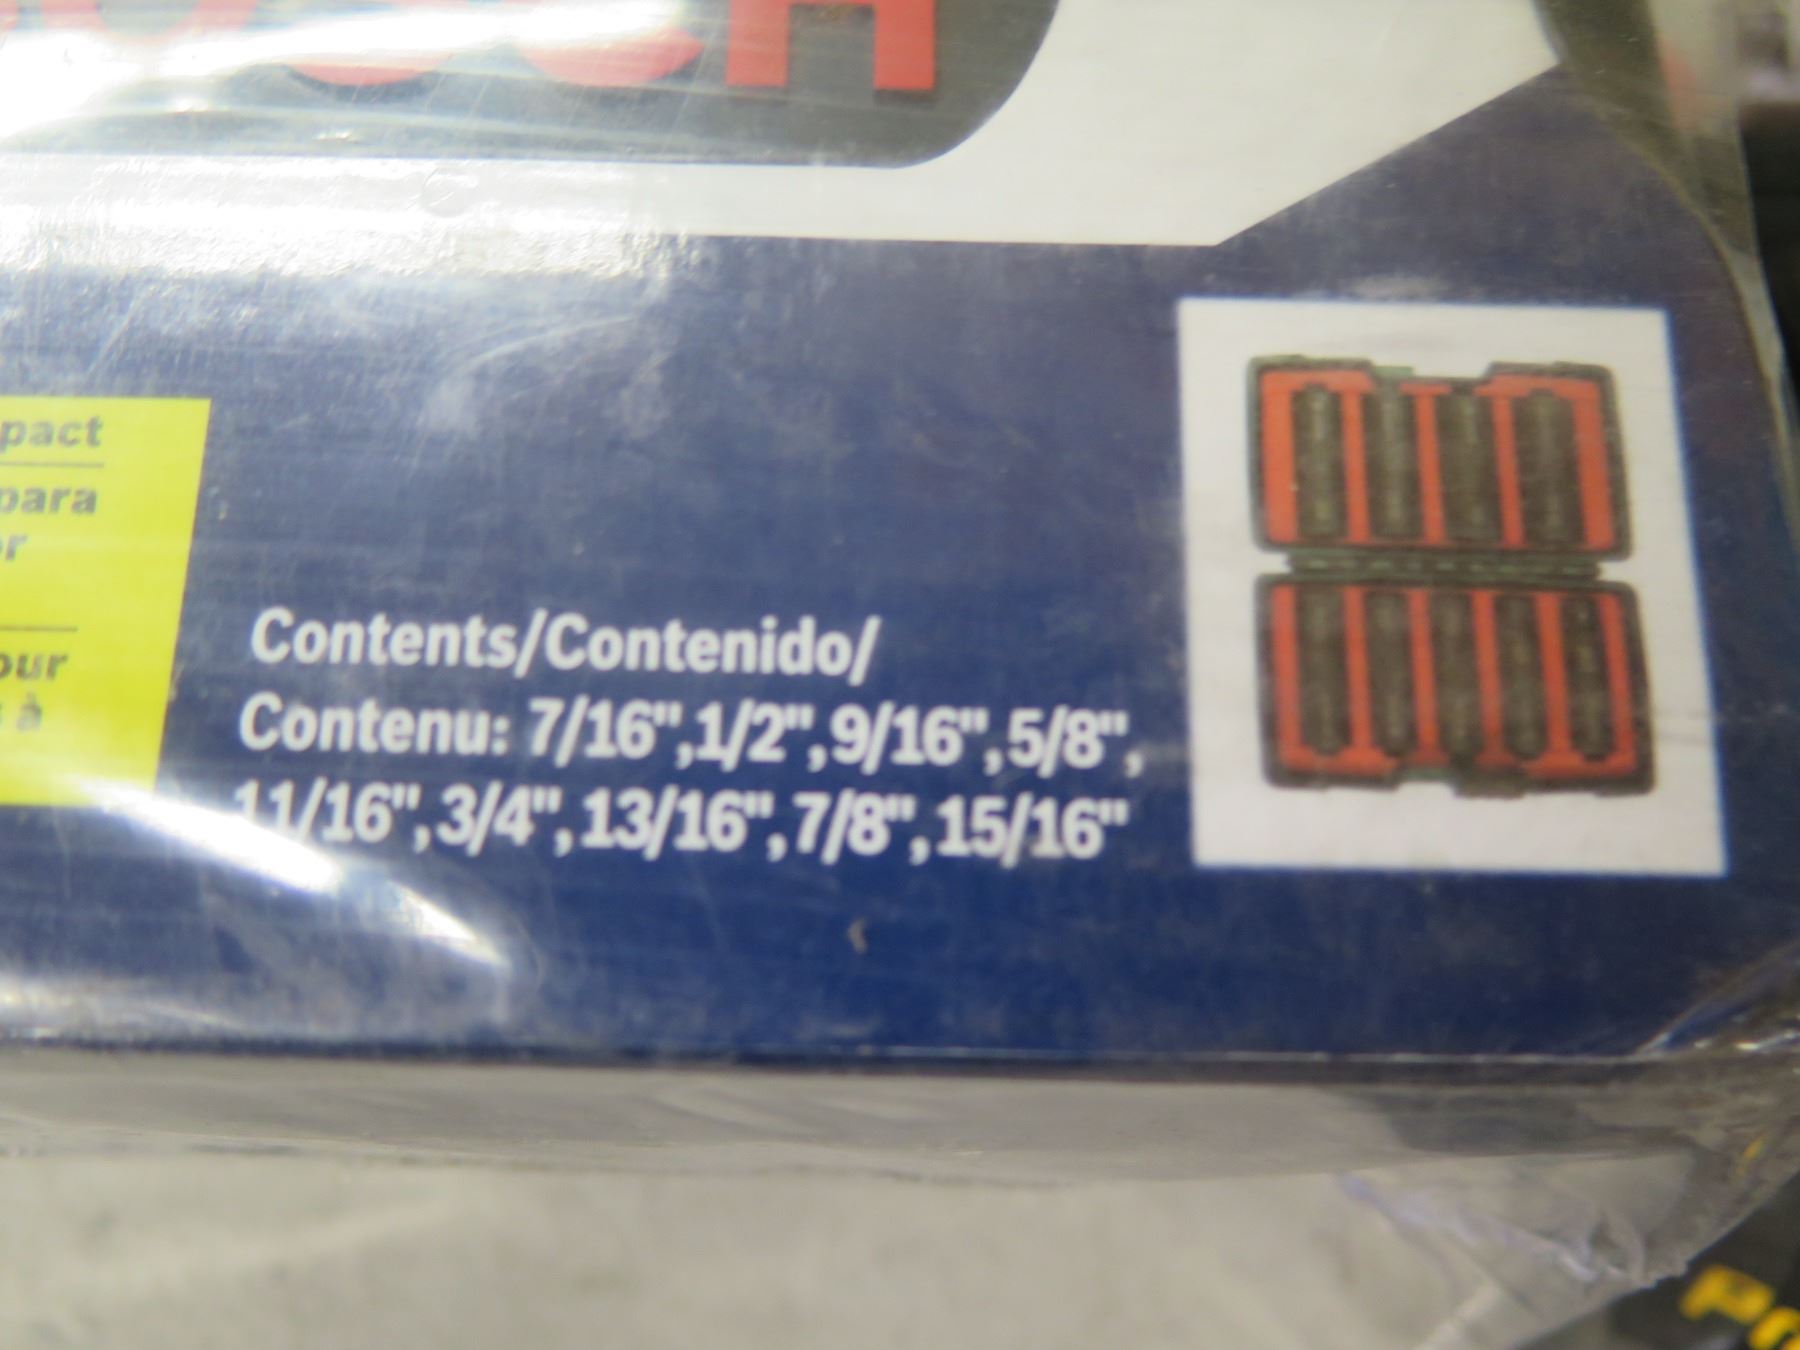 BOSCH
pact
para
or
our
à
Contents/Contenido/
Contenu: 7/16",1/2",9/16",5/8",
11/16",3/4",13/16",7/8",15/16"